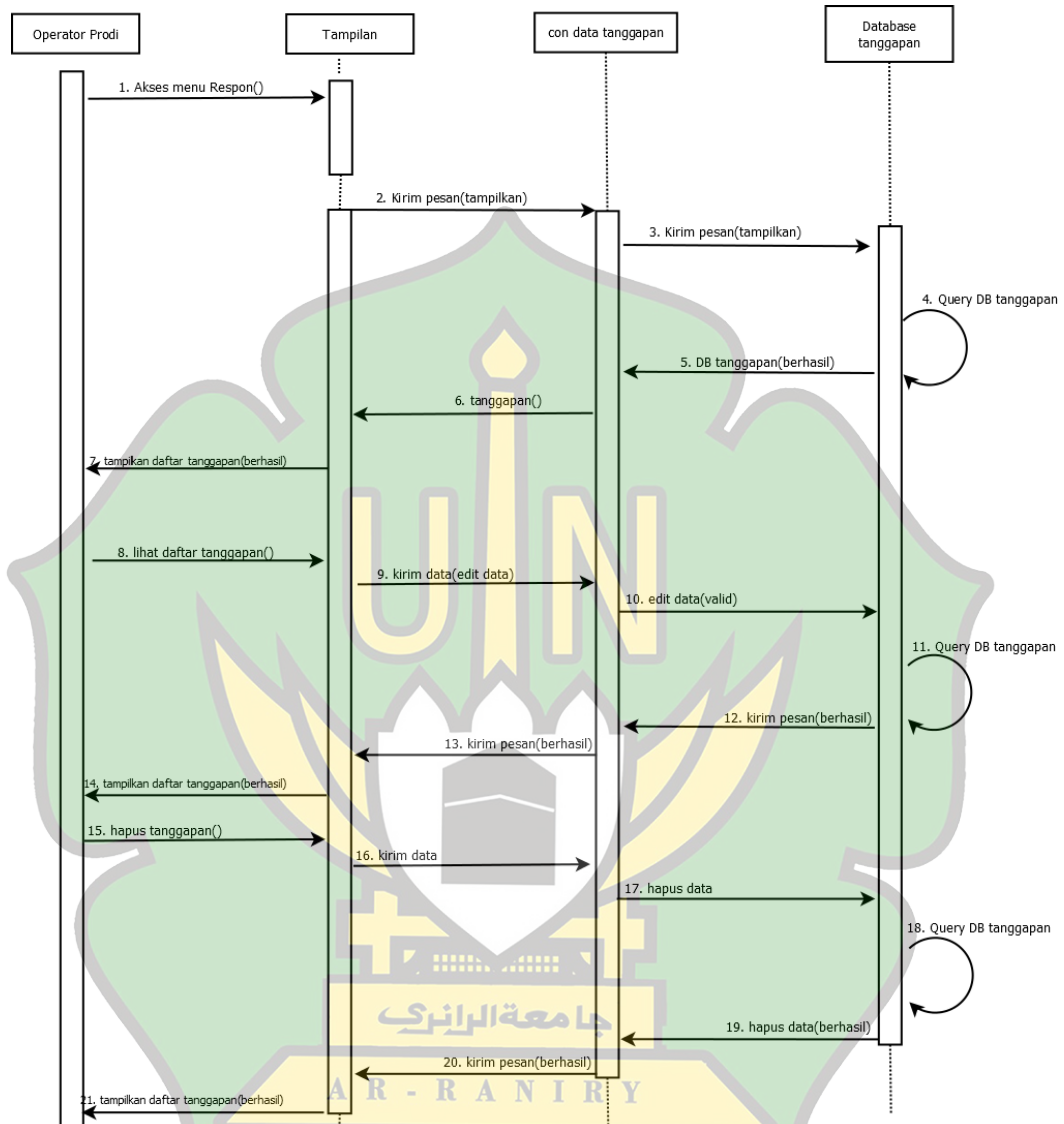 Operator Prodi
Tampilan
con data tanggapan
Database
tanggapan
1. Akses menu Respon()
2. Kirim pesan(tampilkan)
3. Kirim pesan(tampilkan)
4. Query DB tanggapan
5. DB tanggapan(berhasil)
6. tanggapan()
7. tampikan daftar tanggapan(berhasil)
8. lihat daftar tanggapan()
9. kirim data(edit data)
10. edit data(valid)
11. Query DB tanggapan
12. kirim pesan(berhasil)
13. kirim pesan(berhasil)
14. tampilkan daftar tanggapan(berhasil)
15. hapus tanggapan()
16. kirim data
17. hapus data
18. Query DB tanggapan
19. hapus data(berhasil)
20. kirim pesan(berhasil)
21. tampilkan daftar tanggapan(berhasil)
UIN
جامعة الرانري
AR-RANIRY